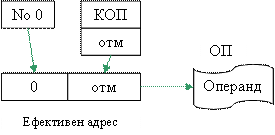 No 0
КОП
отм
ОП
0
отм
Операнд
Ефективен адрес